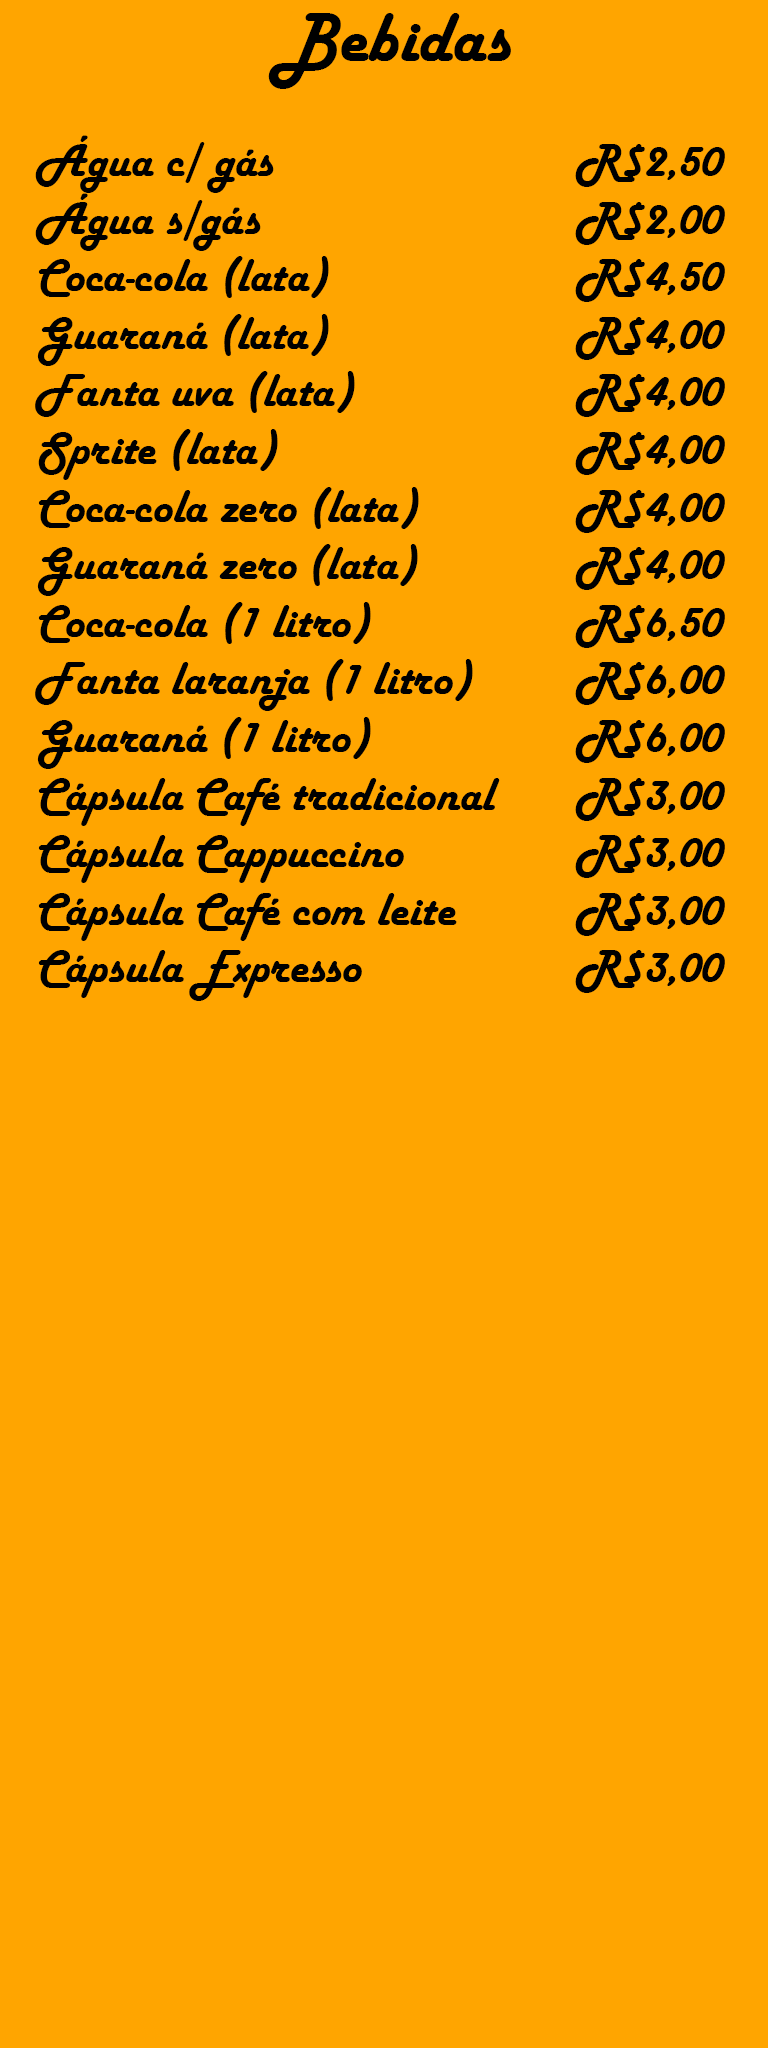 Bebidas
Água c/ gás R$2,50
Água s/gás R$2,00
Coca-cola (lata) R$4,50
Guaraná (lata) R$4,00
Fanta uva (lata) R$4,00
Sprite (lata) R$4,00
Coca-cola zero (lata) R$4,00
Guaraná zero (lata) R$4,00
Coca-cola (1 litro) R$6,50
Fanta laranja (1 litro) R$6,00
Guaraná (1 litro) R$6,00
Cápsula Café tradicional R$3,00
Cápsula Cappuccino R$3,00
Cápsula Café com leite R$3,00
Cápsula Expresso R$3,00